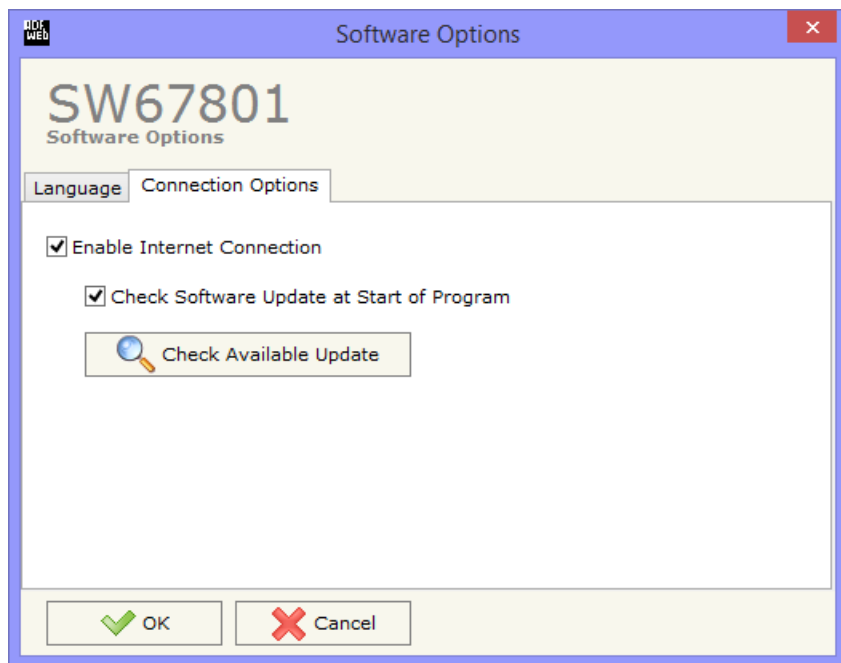 ADF
WEB
Software Options
SW67801
Software Options
Language
Connection Options
Enable Internet Connection
Check Software Update at Start of Program
Check Available Update
OK
Cancel